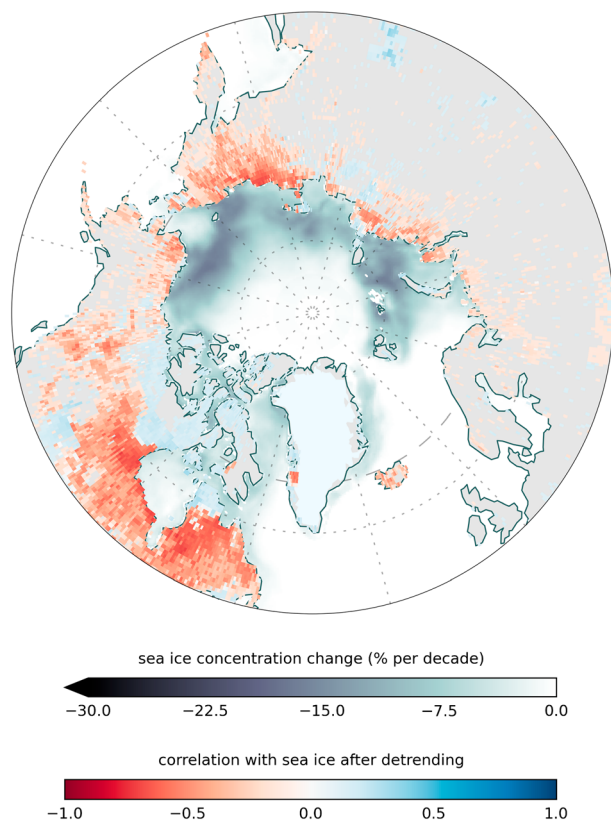 sea ice concentration change (% per decade)
−30.0 −22.5 −15.0 −7.5 0.0
correlation with sea ice after detrending
−1.0 −0.5 0.0 0.5 1.0